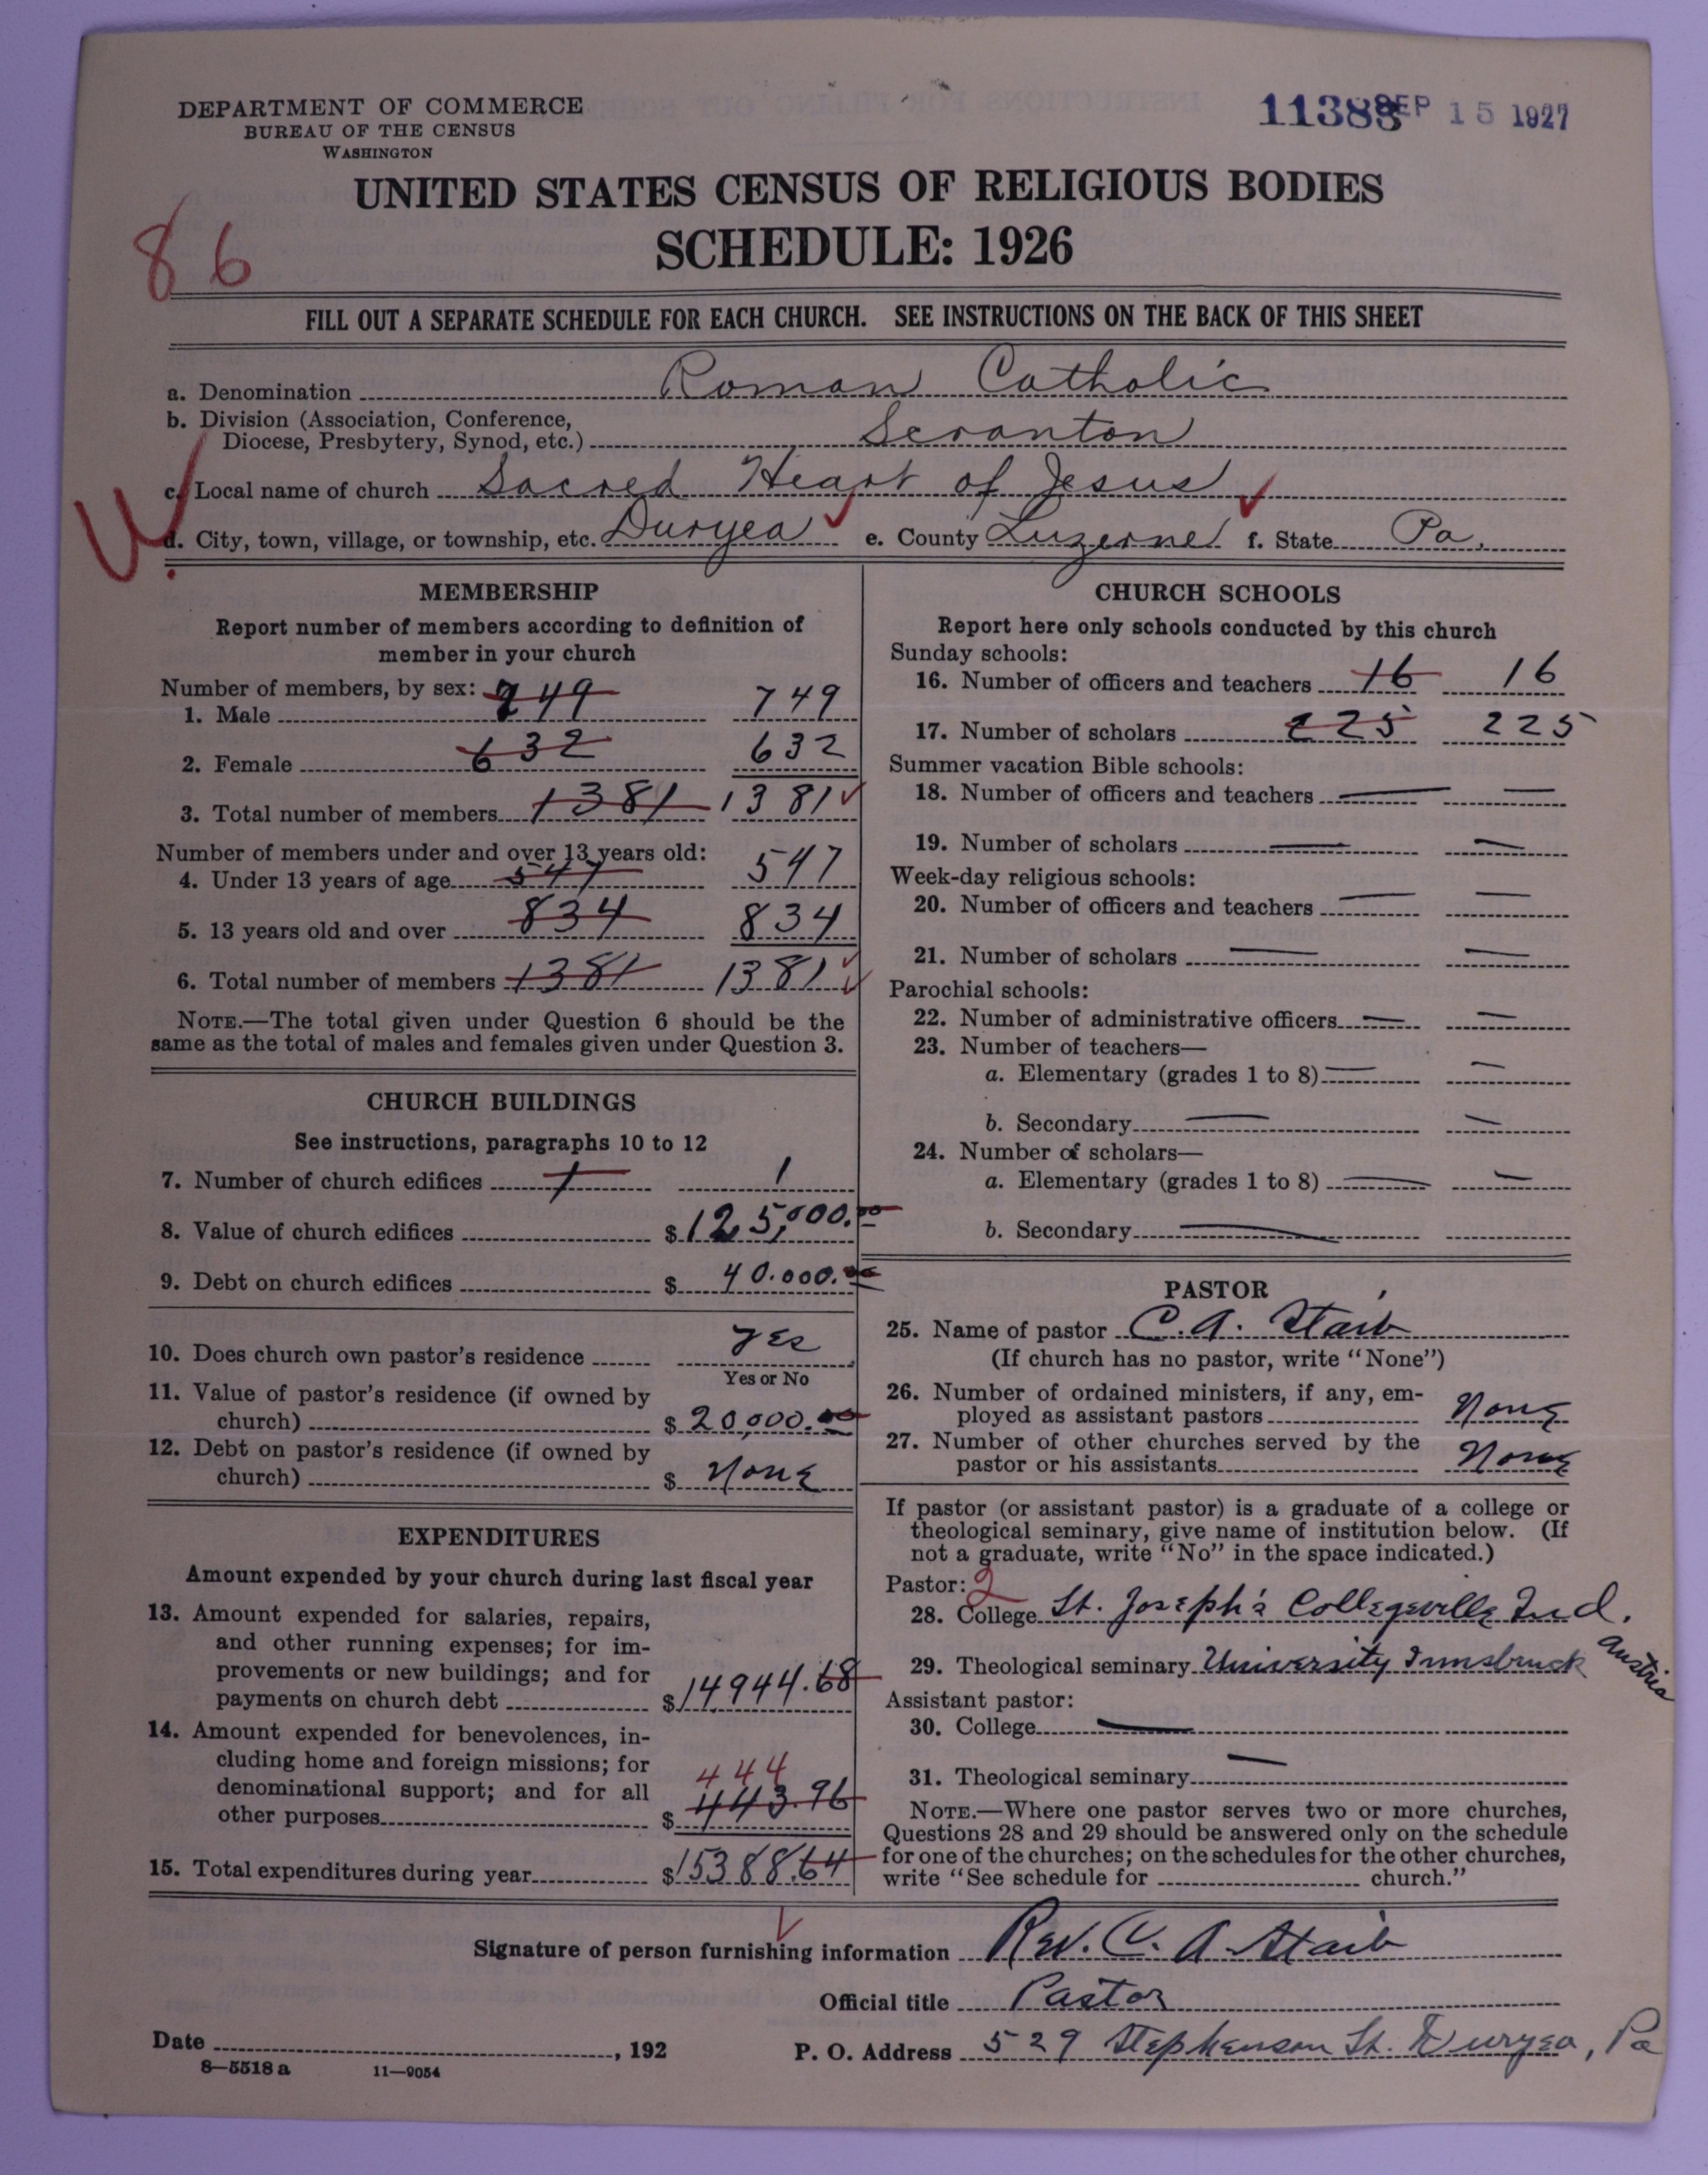 DEPARTMENT OF COMMERCE
BUREAU OF THE CENSUS
WASHINGTON
11388 SEP 15 1927
UNITED STATES CENSUS OF RELIGIOUS BODIES
SCHEDULE: 1926
86
FILL OUT A SEPARATE SCHEDULE FOR EACH CHURCH. SEE INSTRUCTIONS ON THE BACK OF THIS SHEET
a. Denomination Roman Catholic
b. Division (Association, Conference,
Diocese, Presbytery, Synod, etc.) Scranton
c. Local name of church Sacred Heart of Jesus
d. City, town, village, or township, etc. Duryea e. County Luzerne f. State Pa.
MEMBERSHIP
Report number of members according to definition of
member in your church
Number of members, by sex: 749
1. Male 749
2. Female 632 632
3. Total number of members 1381 1381
Number of members under and over 13 years old:
4. Under 13 years of age 547 547
5. 13 years old and over 834 834
6. Total number of members 1381 1381
NOTE.—The total given under Question 6 should be the
same as the total of males and females given under Question 3.
CHURCH BUILDINGS
See instructions, paragraphs 10 to 12
7. Number of church edifices 1 1
8. Value of church edifices $125,000.00
9. Debt on church edifices $40.000.00
10. Does church own pastor's residence Yes
Yes or No
11. Value of pastor's residence (if owned by
church) $20,000.00
12. Debt on pastor's residence (if owned by
church) $None
EXPENDITURES
Amount expended by your church during last fiscal year
13. Amount expended for salaries, repairs,
and other running expenses; for im-
provements or new buildings; and for
payments on church debt $14944.68
14. Amount expended for benevolences, in-
cluding home and foreign missions; for
444
denominational support; and for all
other purposes $443.96
15. Total expenditures during year $15388.64
CHURCH SCHOOLS
Report here only schools conducted by this church
Sunday schools:
16. Number of officers and teachers 16 16
17. Number of scholars 225 225
Summer vacation Bible schools:
18. Number of officers and teachers — —
19. Number of scholars — —
Week-day religious schools:
20. Number of officers and teachers — —
21. Number of scholars — —
Parochial schools:
22. Number of administrative officers — —
23. Number of teachers—
a. Elementary (grades 1 to 8) — —
b. Secondary — —
24. Number of scholars—
a. Elementary (grades 1 to 8) — —
b. Secondary —
PASTOR
25. Name of pastor C. A. Staib
(If church has no pastor, write "None")
26. Number of ordained ministers, if any, em-
ployed as assistant pastors None
27. Number of other churches served by the
pastor or his assistants None
If pastor (or assistant pastor) is a graduate of a college or
theological seminary, give name of institution below. (If
not a graduate, write "No" in the space indicated.)
Pastor: 2
28. College St. Joseph's Collegeville Ind.
29. Theological seminary University Innsbruck Austria
Assistant pastor:
30. College —
31. Theological seminary —
NOTE.—Where one pastor serves two or more churches,
Questions 28 and 29 should be answered only on the schedule
for one of the churches; on the schedules for the other churches,
write "See schedule for church."
Signature of person furnishing information Rev. C. A. Staib
Official title Pastor
Date , 192
P. O. Address 529 Stephenson St. Duryea, Pa
8—5518 a 11—9054